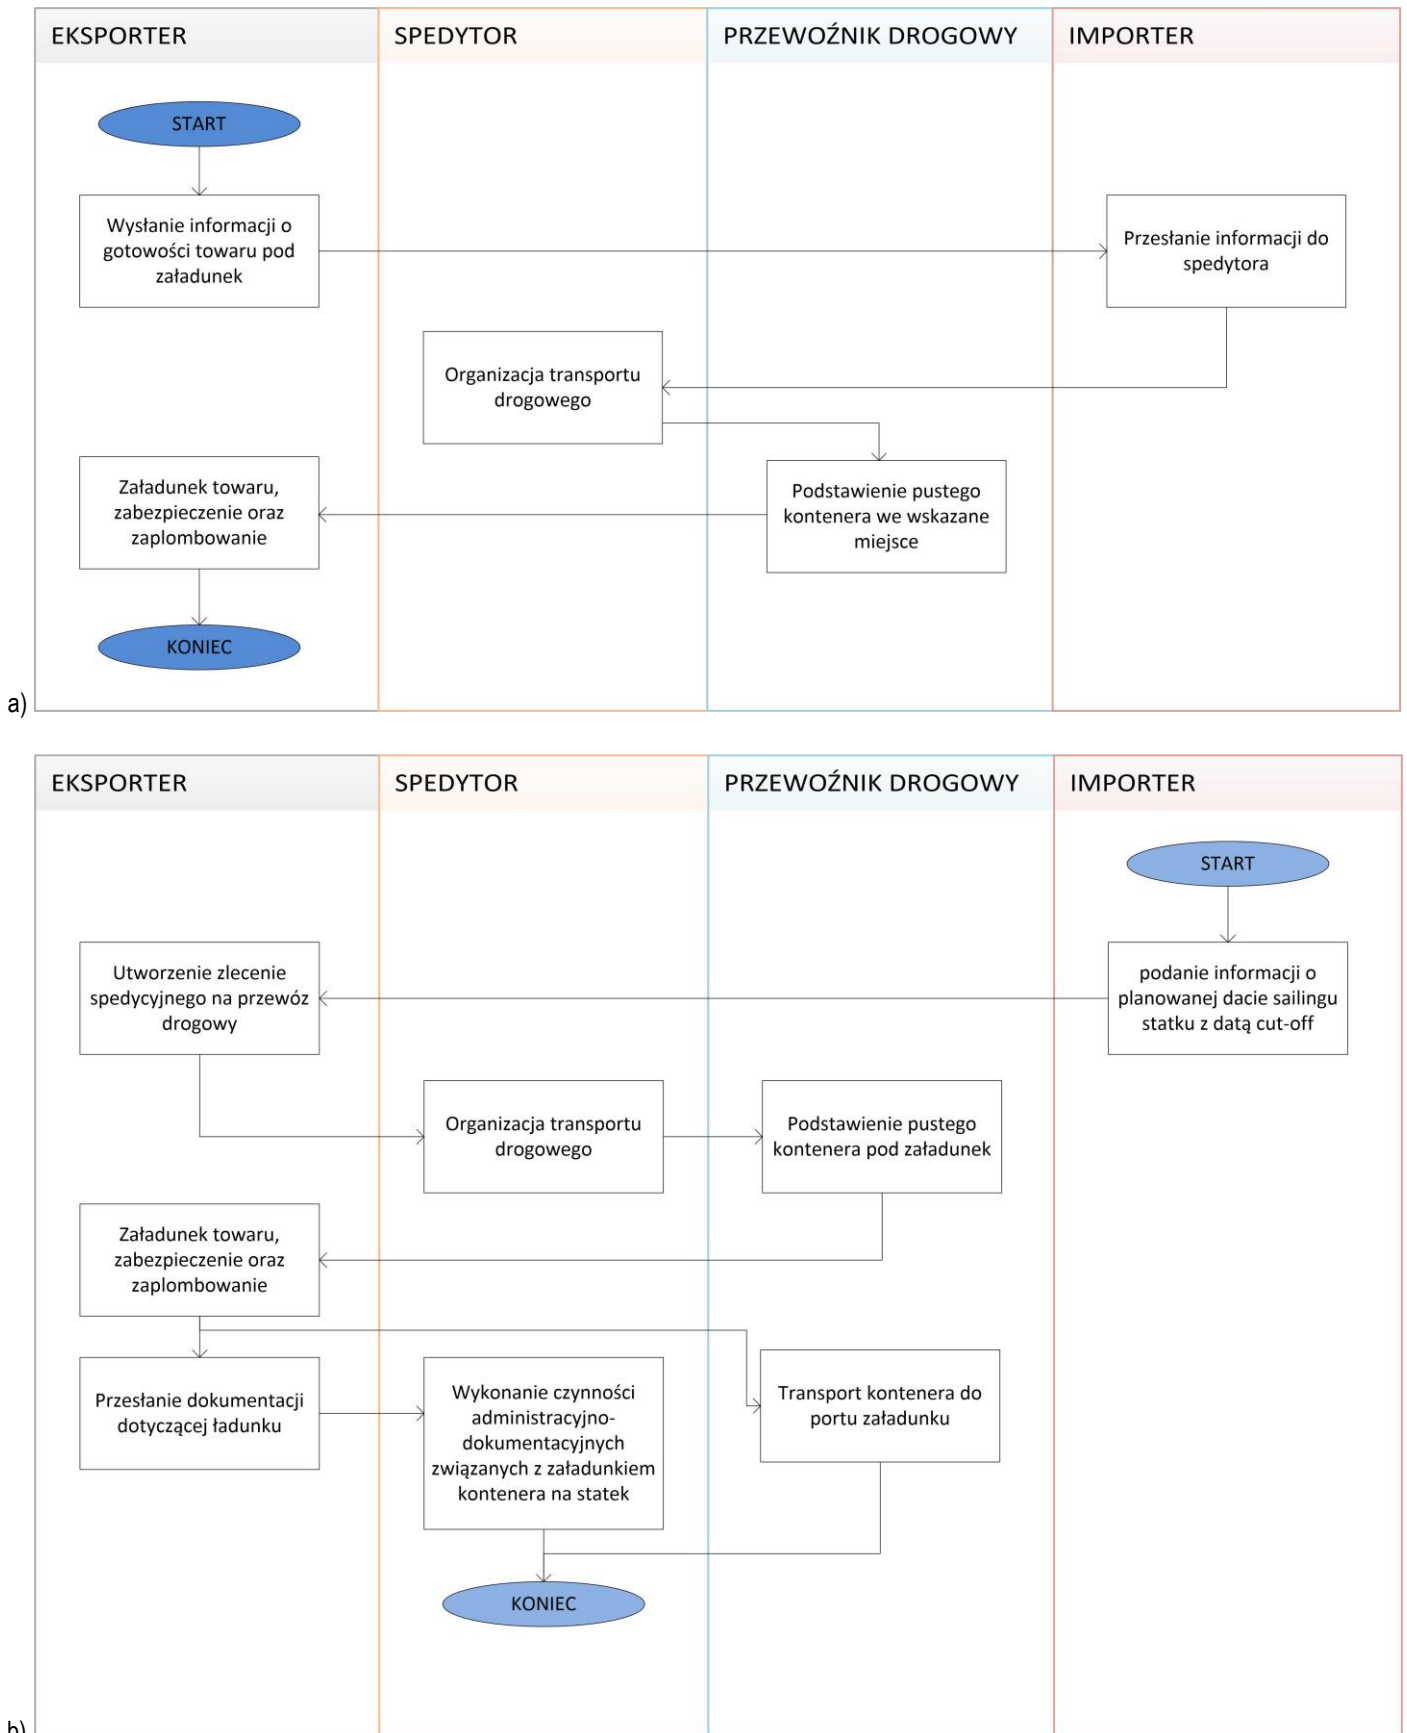 EKSPORTER
SPEDYTOR
PRZEWOŹNIK DROGOWY
IMPORTER
START
Wysłanie informacji o
gotowości towaru pod
załadunek
Przesłanie informacji do
spedytora
Organizacja transportu
drogowego
Załadunek towaru,
zabezpieczenie oraz
zaplombowanie
Podstawienie pustego
kontenera we wskazane
miejsce
KONIEC
a)
EKSPORTER
SPEDYTOR
PRZEWOŹNIK DROGOWY
IMPORTER
START
Utworzenie zlecenie
spedycyjnego na przewóz
drogowy
podanie informacji o
planowanej dacie sailingu
statku z datą cut-off
Organizacja transportu
drogowego
Podstawienie pustego
kontenera pod załadunek
Załadunek towaru,
zabezpieczenie oraz
zaplombowanie
Przesłanie dokumentacji
dotyczącej ładunku
Wykonanie czynności
administracyjno-
dokumentacyjnych
związanych z załadunkiem
kontenera na statek
Transport kontenera do
portu załadunku
KONIEC
b)